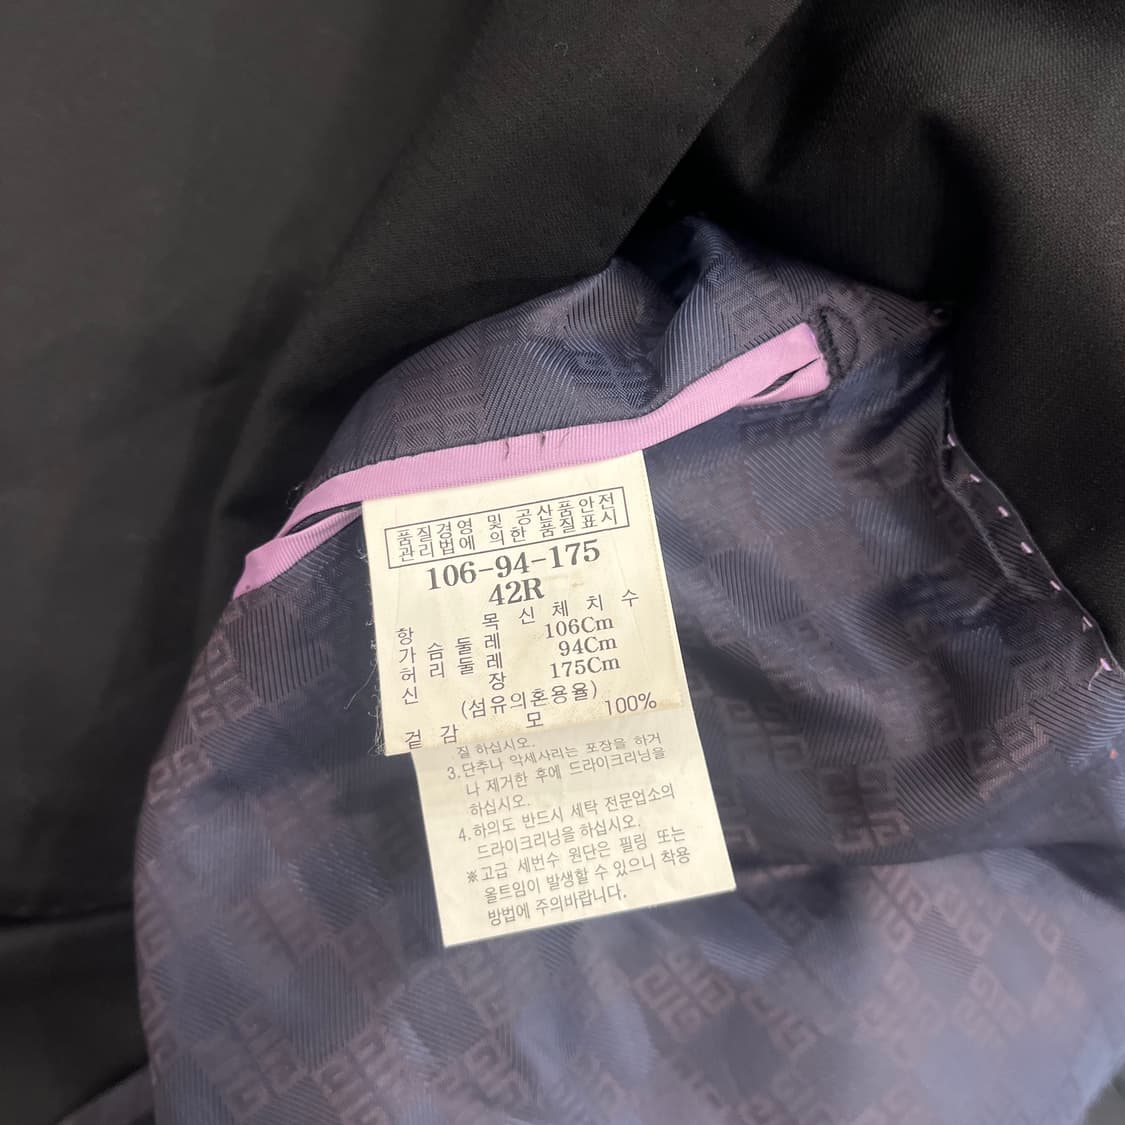 품질경영 및 공산품안전
관리법에 의한 품질표시
106-94-175
42R
항 목 신 체 치 수
가 슴 둘 레 106Cm
허 리 둘 레 94Cm
신 장 175Cm
(섬유의혼용율)
겉 감 모 100%
질 하십시오.
3.단추나 악세사리는 포장을 하거
나 제거한 후에 드라이크리닝을
하십시오.
4.하의도 반드시 세탁 전문업소의
드라이크리닝을 하십시오.
※고급 세번수 원단은 필링 또는
올트임이 발생할 수 있으니 착용
방법에 주의바랍니다.